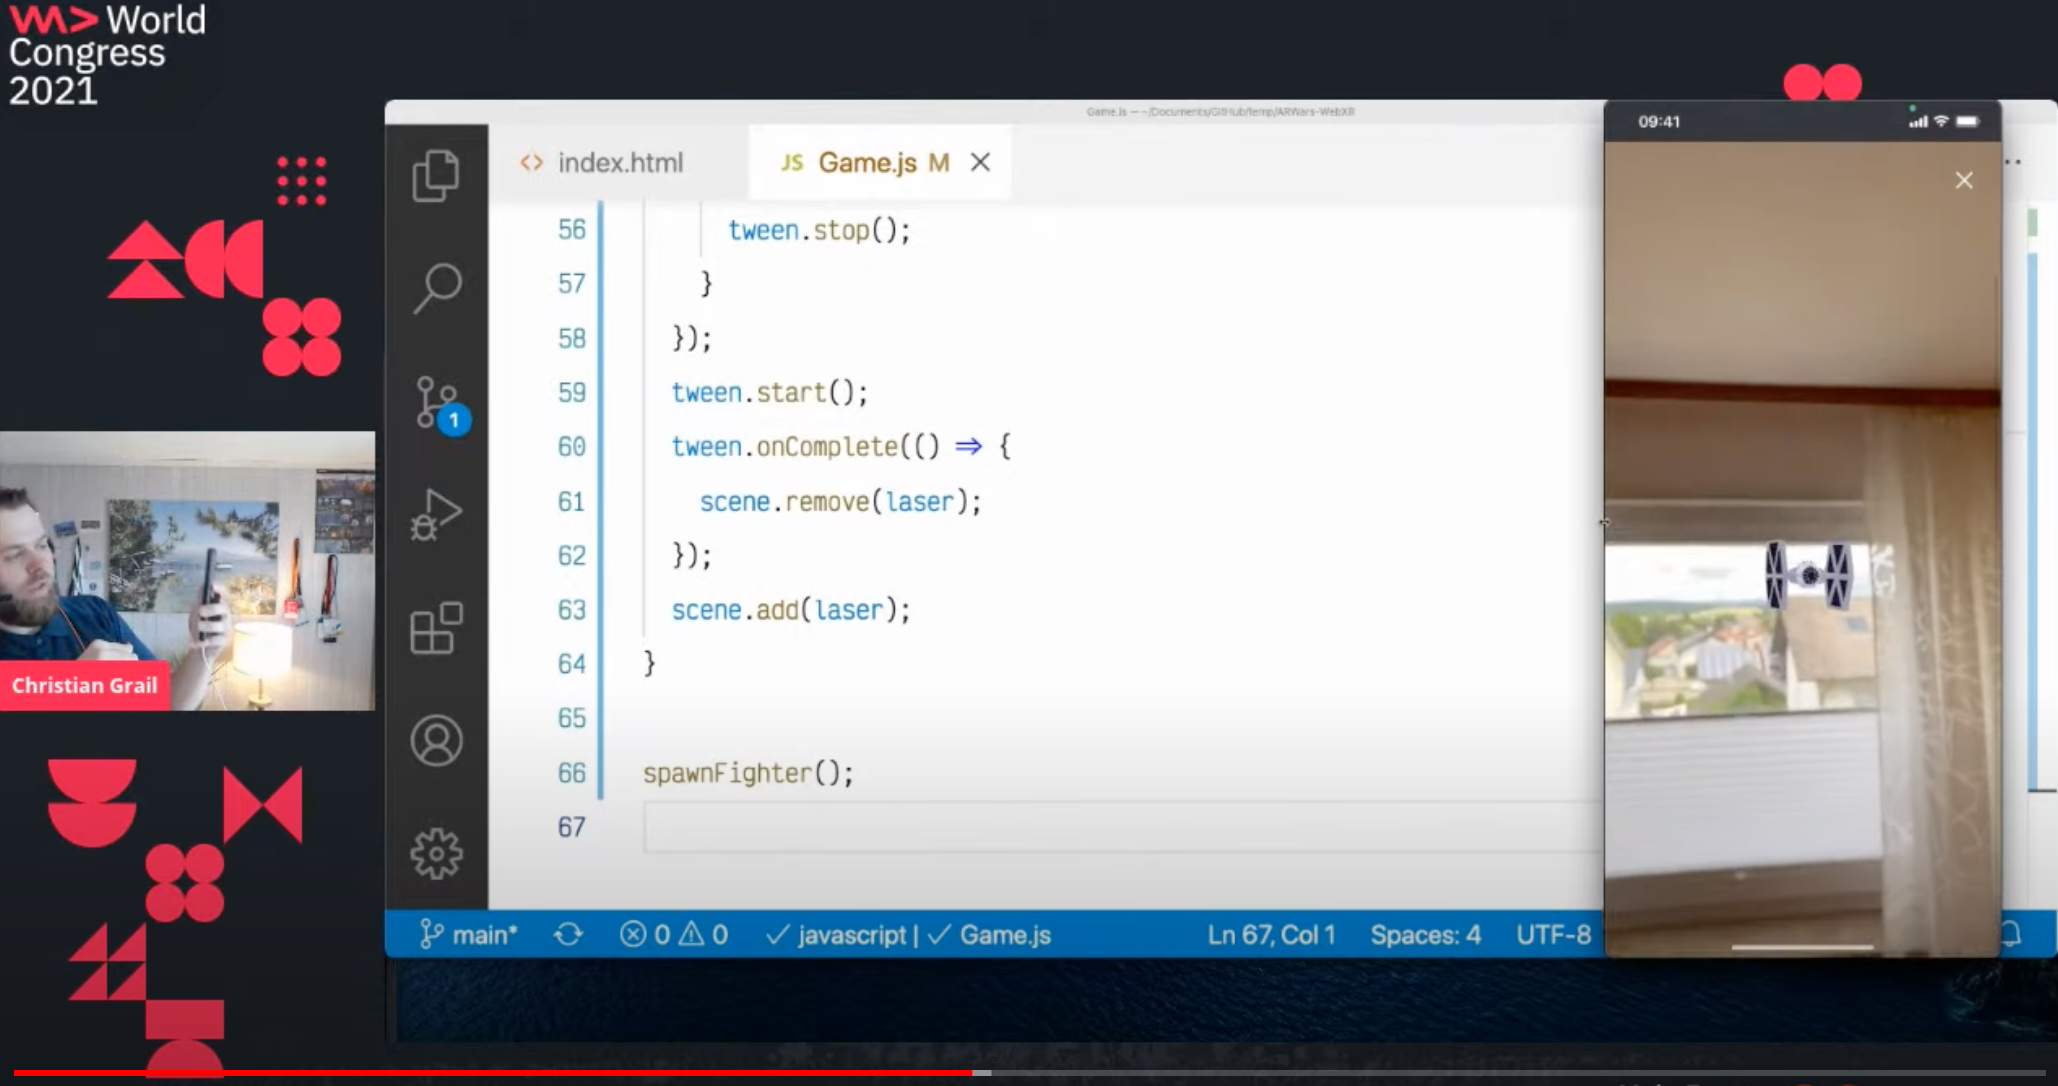 World
Congress
2021
Game.js — ~/Documents/GitHub/temp/ARWars-WebXR
09:41
index.html
JS Game.js M
56 tween.stop();
57 }
58 });
59 tween.start();
60 tween.onComplete(() => {
61 scene.remove(laser);
62 });
63 scene.add(laser);
64 }
65
66 spawnFighter();
67
1
Christian Grail
main* 0 0 javascript | Game.js Ln 67, Col 1 Spaces: 4 UTF-8